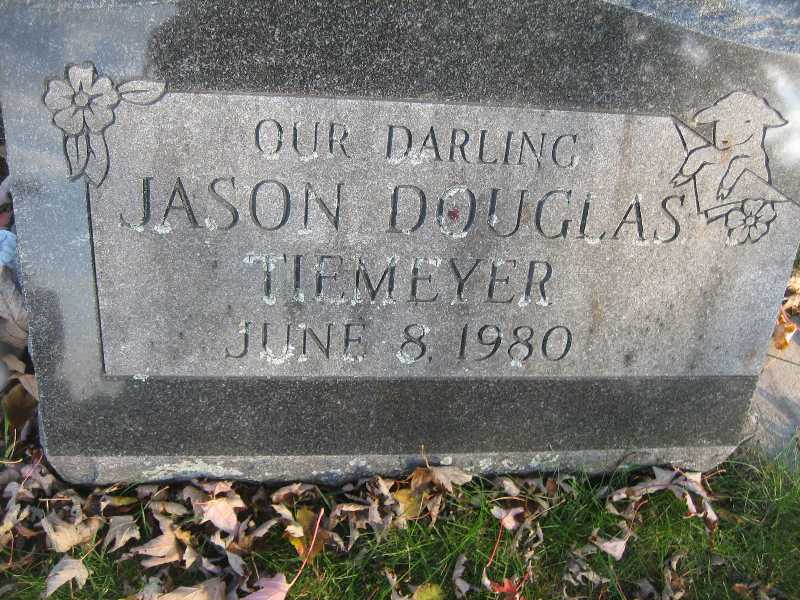 OUR DARLING
JASON DOUGLAS
TIEMEYER
JUNE 8, 1980